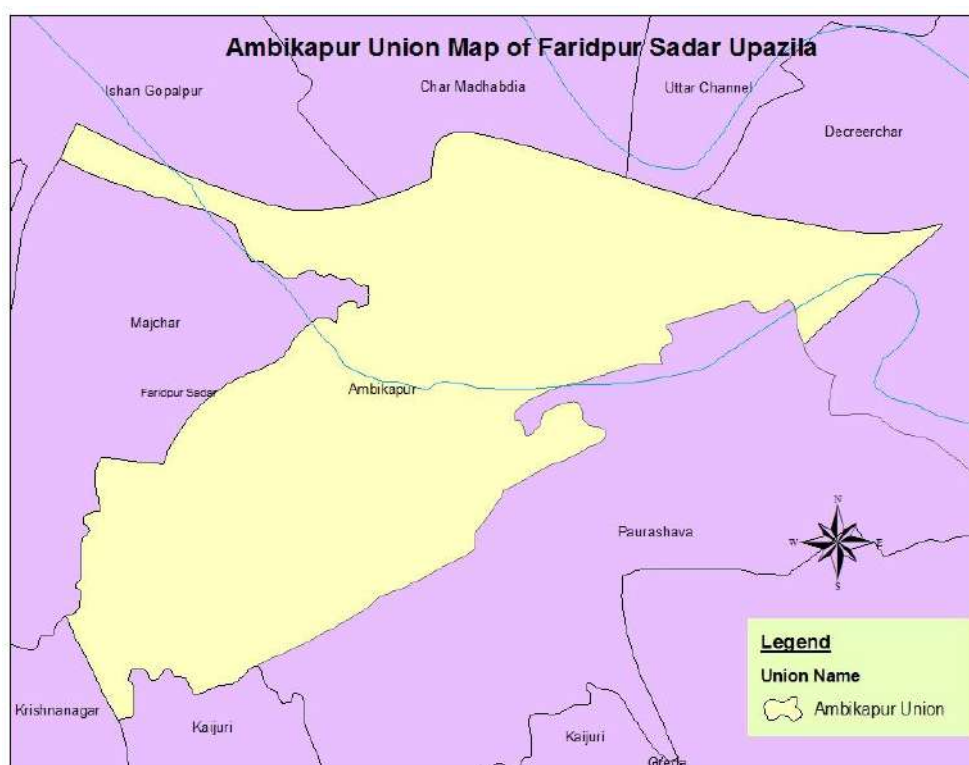 Ambikapur Union Map of Faridpur Sadar Upazila
Ishan Gopalpur
Char Madhabdia
Uttar Channel
Decreerchar
Majchar
Faridpur Sadar
Ambikapur
Paurashava
N
W
E
S
Legend
Union Name
Ambikapur Union
Krishnanagar
Kaijuri
Kaijuri